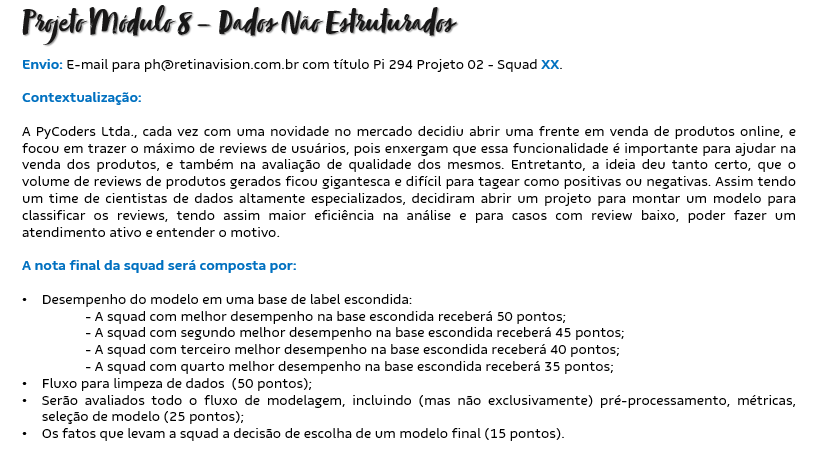 Projeto Módulo 8 – Dados Não Estruturados
Envio: E-mail para ph@retinavision.com.br com título Pi 294 Projeto 02 - Squad XX.
Contextualização:
A PyCoders Ltda., cada vez com uma novidade no mercado decidiu abrir uma frente em venda de produtos online, e
focou em trazer o máximo de reviews de usuários, pois enxergam que essa funcionalidade é importante para ajudar na
venda dos produtos, e também na avaliação de qualidade dos mesmos. Entretanto, a ideia deu tanto certo, que o
volume de reviews de produtos gerados ficou gigantesca e difícil para tagear como positivas ou negativas. Assim tendo
um time de cientistas de dados altamente especializados, decidiram abrir um projeto para montar um modelo para
classificar os reviews, tendo assim maior eficiência na análise e para casos com review baixo, poder fazer um
atendimento ativo e entender o motivo.
A nota final da squad será composta por:
• Desempenho do modelo em uma base de label escondida:
- A squad com melhor desempenho na base escondida receberá 50 pontos;
- A squad com segundo melhor desempenho na base escondida receberá 45 pontos;
- A squad com terceiro melhor desempenho na base escondida receberá 40 pontos;
- A squad com quarto melhor desempenho na base escondida receberá 35 pontos;
• Fluxo para limpeza de dados (50 pontos);
• Serão avaliados todo o fluxo de modelagem, incluindo (mas não exclusivamente) pré-processamento, métricas,
seleção de modelo (25 pontos);
• Os fatos que levam a squad a decisão de escolha de um modelo final (15 pontos).